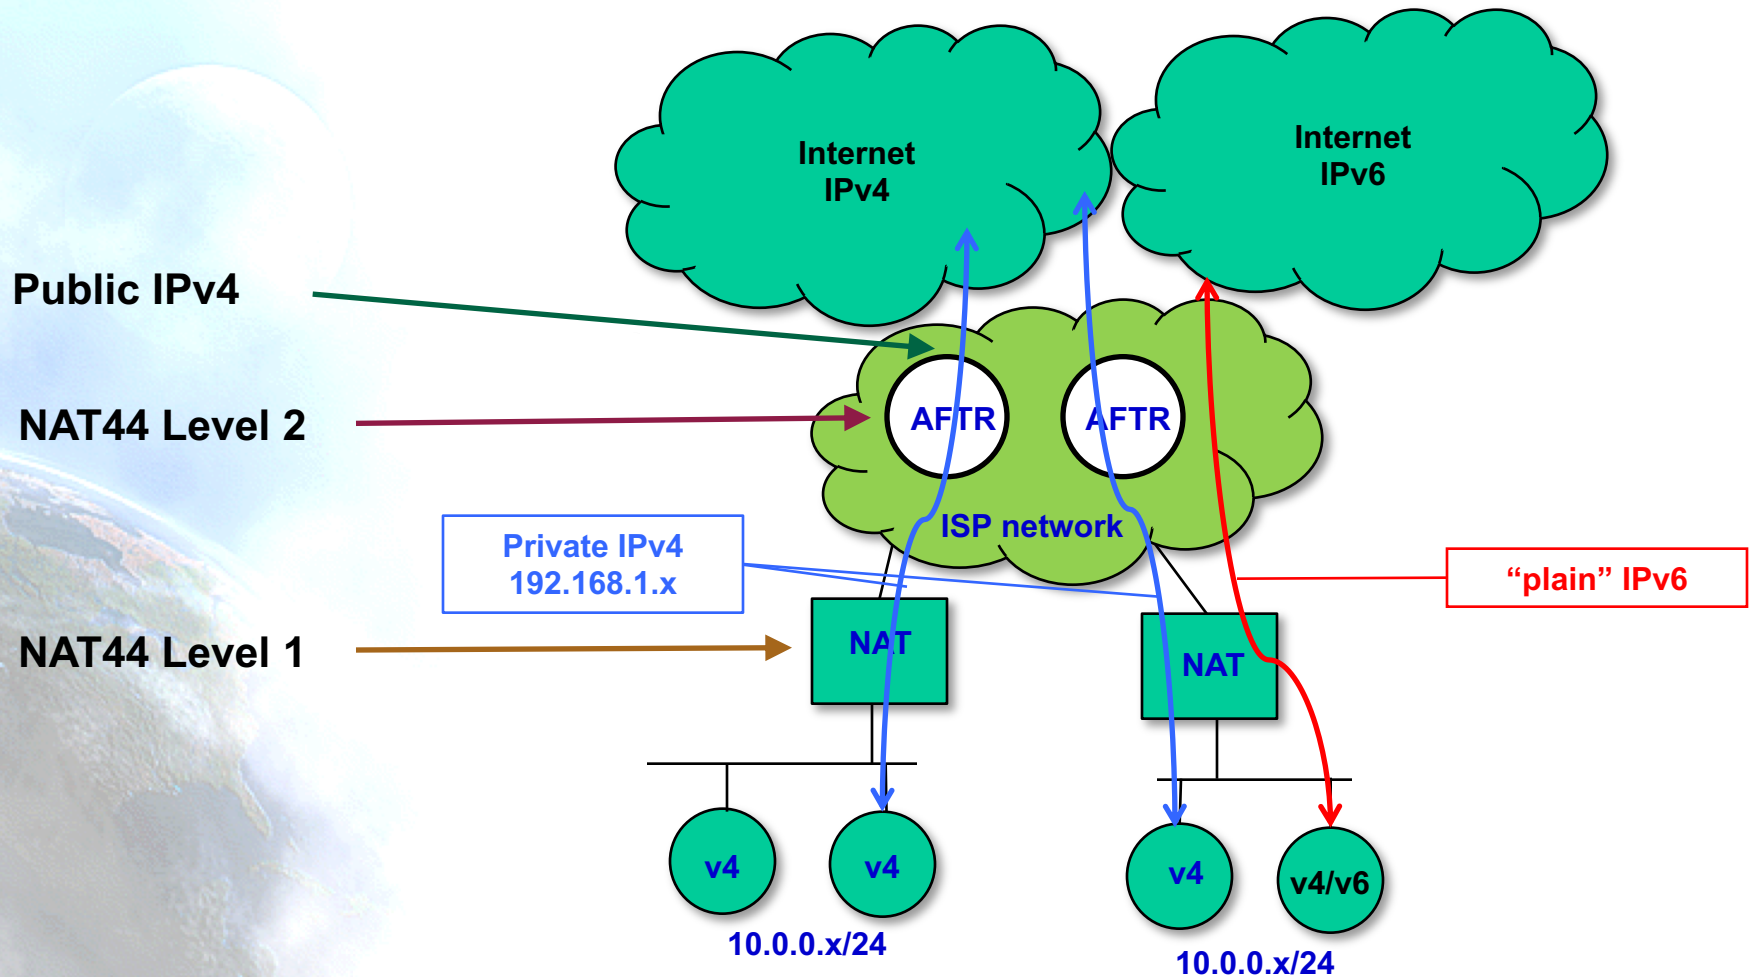 Internet
IPv4
Internet
IPv6
Public IPv4
NAT44 Level 2
AFTR
AFTR
ISP network
Private IPv4
192.168.1.x
“plain” IPv6
NAT44 Level 1
NAT
NAT
v4
v4
v4
v4/v6
10.0.0.x/24
10.0.0.x/24